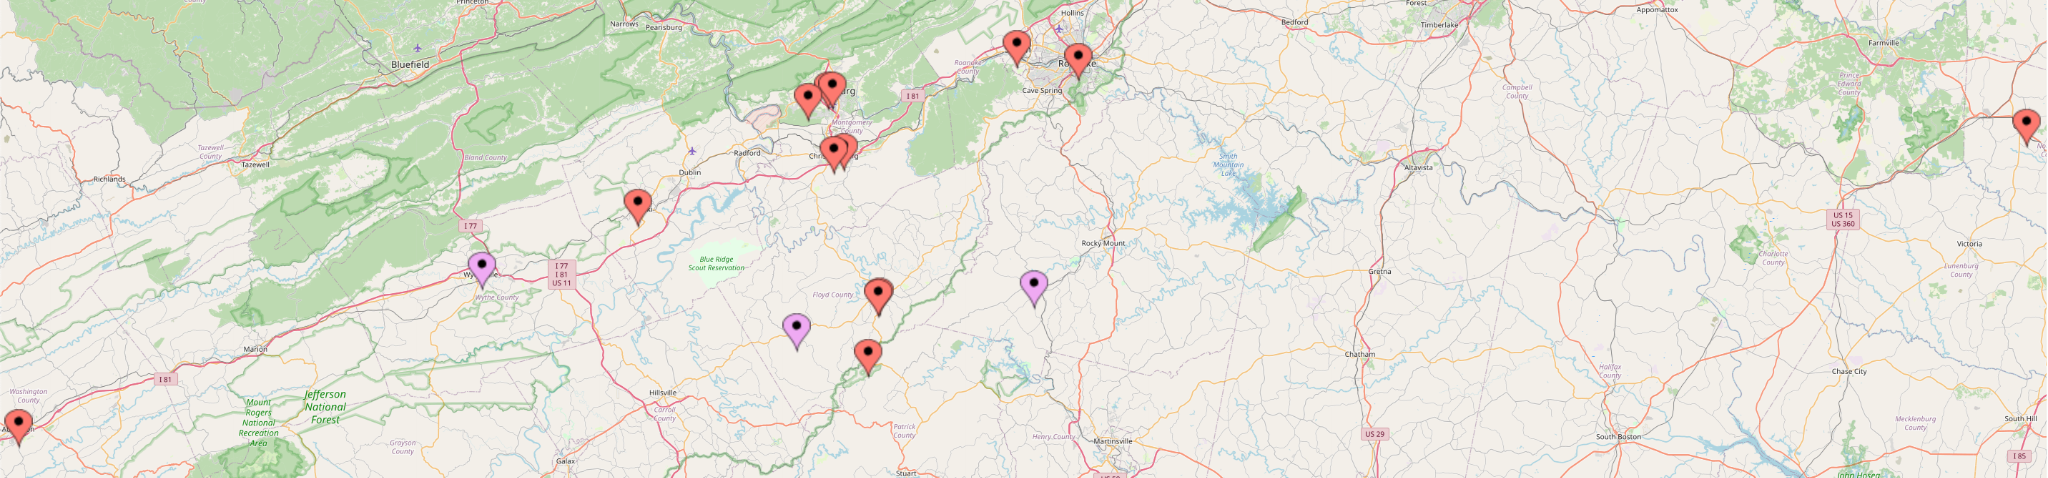 Princeton
County
Narrows
Pearisburg
Hollins
Bedford
Forest
Timberlake
Appomattox
Farmville
Bluefield
Roanoke
County
Cave Spring
I 81
Prince
Edward
County
Campbell
County
Montgomery
County
Tazewell
County
Tazewell
Bland County
Radford
Dublin
Richlands
Smith
Mountain
Lake
Altavista
I 77
US 15
US 360
Victoria
Lunenburg
County
Charlotte
County
Rocky Mount
Blue Ridge
Scout Reservation
I 77
I 81
US 11
Wythe County
Floyd County
Gretna
Marion
I 81
Chatham
Halifax
County
Chase City
Washington
County
Mount
Rogers
National
Recreation
Area
Jefferson
National
Forest
Hillsville
Carroll
County
Patrick
County
Henry County
Martinsville
US 29
South Boston
Mecklenburg
County
South Hill
I 85
Grayson
County
Galax
Stuart